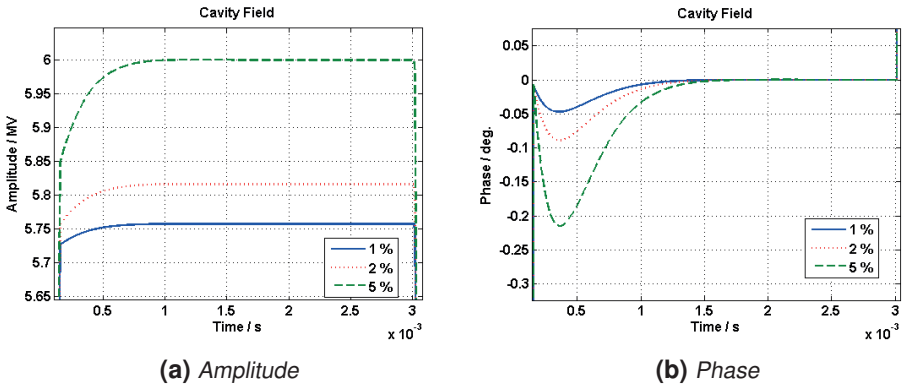 Cavity Field
Amplitude / MV
6
5.95
5.9
5.85
5.8
5.75
5.7
5.65
1 %
2 %
5 %
0.5 1 1.5 2 2.5 3
Time / s
x 10⁻³
(a) Amplitude
Cavity Field
Phase / deg.
0.05
0
-0.05
-0.1
-0.15
-0.2
-0.25
-0.3
1 %
2 %
5 %
0.5 1 1.5 2 2.5 3
Time / s
x 10⁻³
(b) Phase